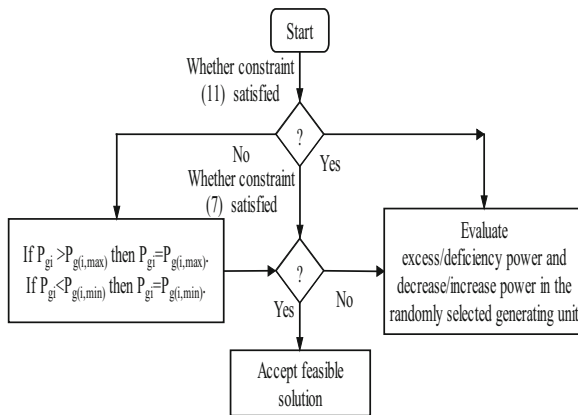 Start
Whether constraint
(11) satisfied
?
No
Yes
Whether constraint
(7) satisfied
If P_gi >P_g(i,max) then P_gi=P_g(i,max).
If P_gi<P_g(i,min) then P_gi=P_g(i,min).
?
Evaluate
excess/deficiency power and
decrease/increase power in the
randomly selected generating unit
Yes
No
Accept feasible
solution